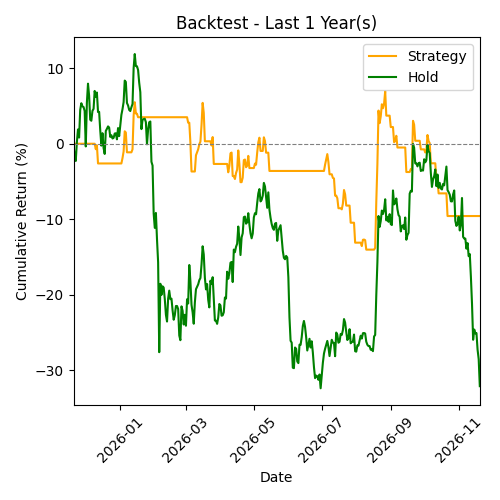 Backtest - Last 1 Year(s)
Strategy
Hold
Cumulative Return (%)
10
0
−10
−20
−30
2026-01
2026-03
2026-05
2026-07
2026-09
2026-11
Date